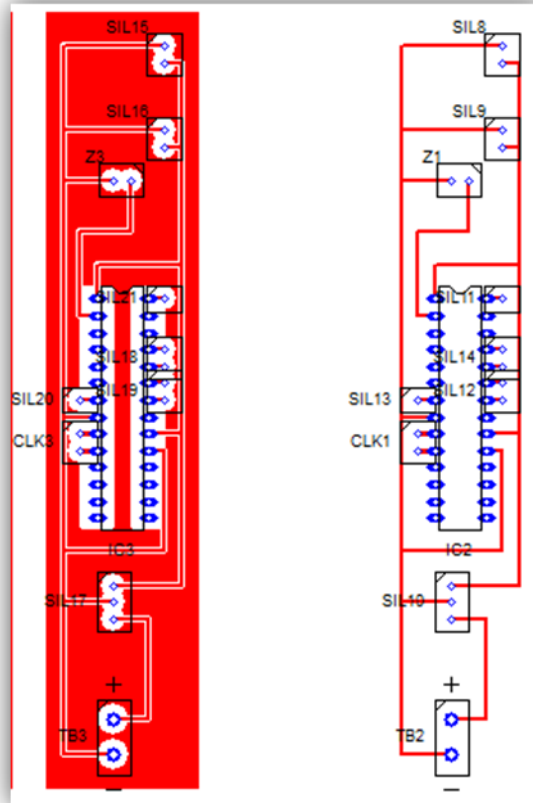 SIL15
SIL16
Z3
SIL21
SIL18
SIL19
SIL20
CLK3
IC3
SIL17
+
TB3
-
SIL8
SIL9
Z1
SIL11
SIL14
SIL12
SIL13
CLK1
IC2
SIL10
+
TB2
-